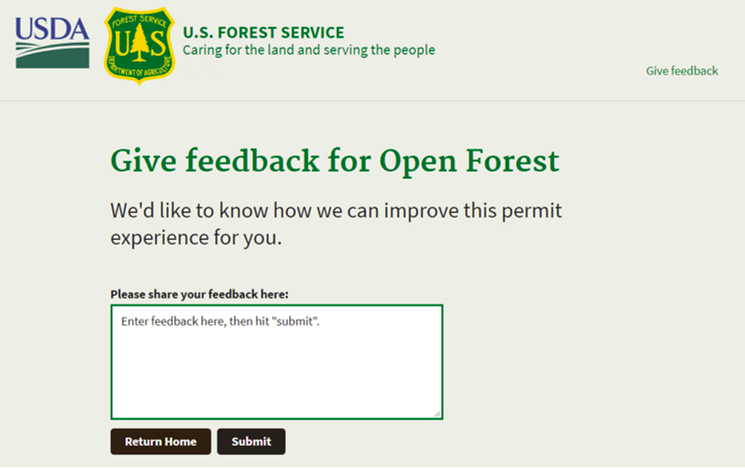 USDA
FOREST SERVICE
U S
DEPARTMENT OF AGRICULTURE
U.S. FOREST SERVICE
Caring for the land and serving the people
Give feedback
Give feedback for Open Forest
We'd like to know how we can improve this permit
experience for you.
Please share your feedback here:
Enter feedback here, then hit "submit".
Return Home
Submit